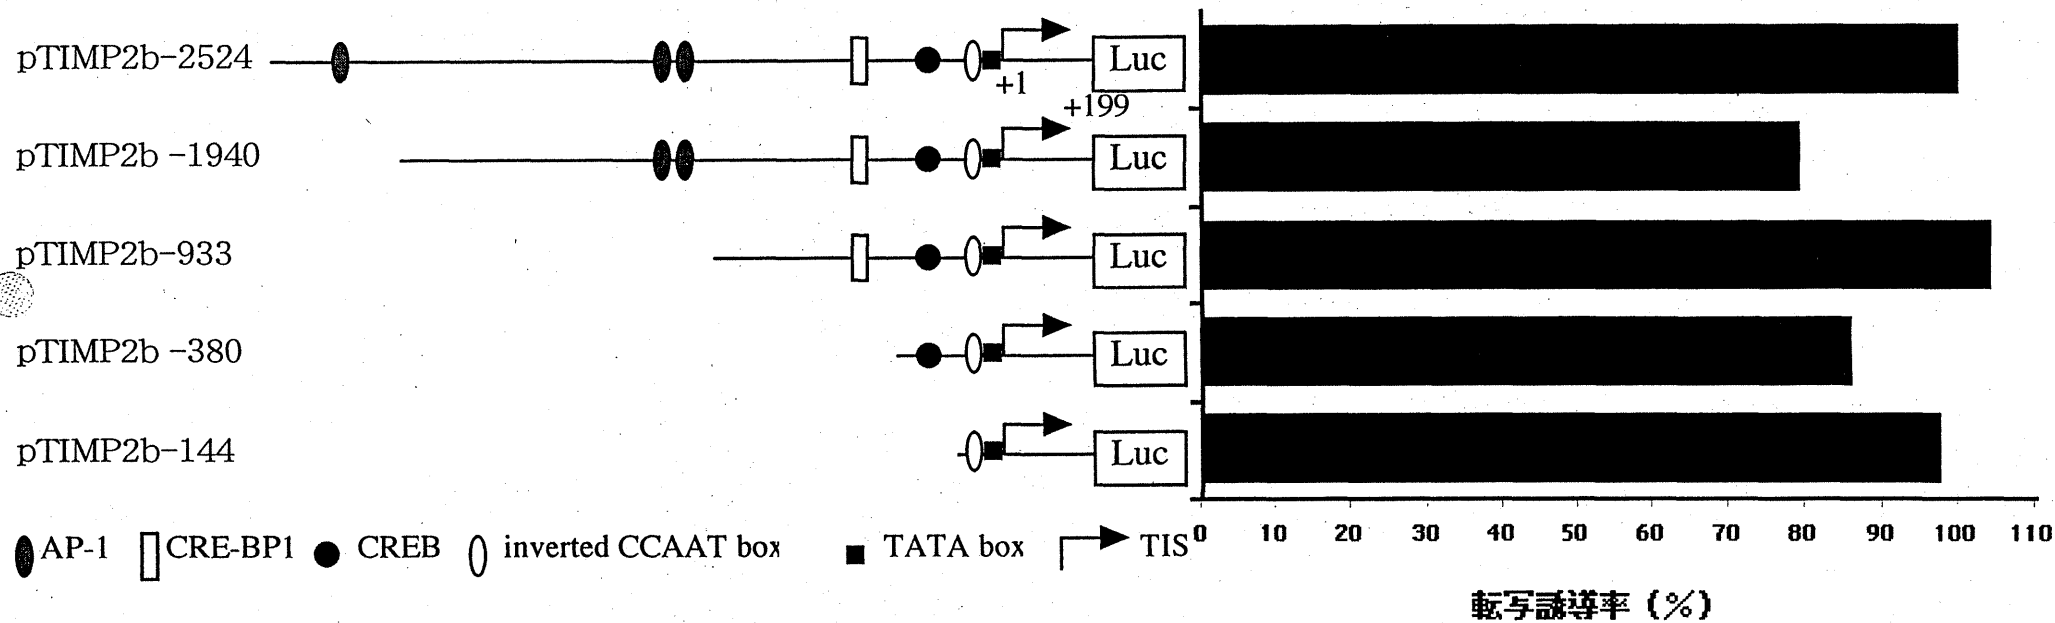 pTIMP2b-2524 Luc
+1
+199
pTIMP2b -1940 Luc
pTIMP2b-933 Luc
pTIMP2b -380 Luc
pTIMP2b-144 Luc
0 10 20 30 40 50 60 70 80 90 100 110
AP-1 CRE-BP1 CREB inverted CCAAT box TATA box TIS
転写誘導率 (%)